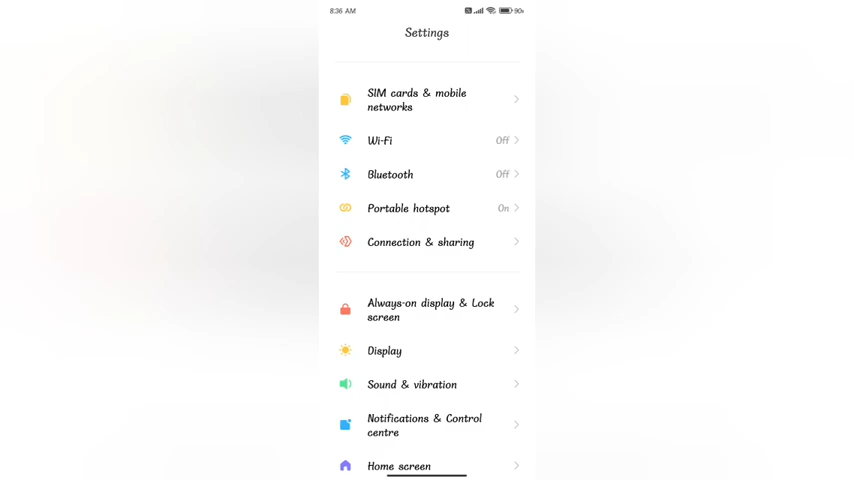 8:36 AM
90
Settings
SIM cards & mobile
networks
Wi-Fi
Off
Bluetooth
Off
Portable hotspot
On
Connection & sharing
Always-on display & Lock
screen
Display
Sound & vibration
Notifications & Control
centre
Home screen